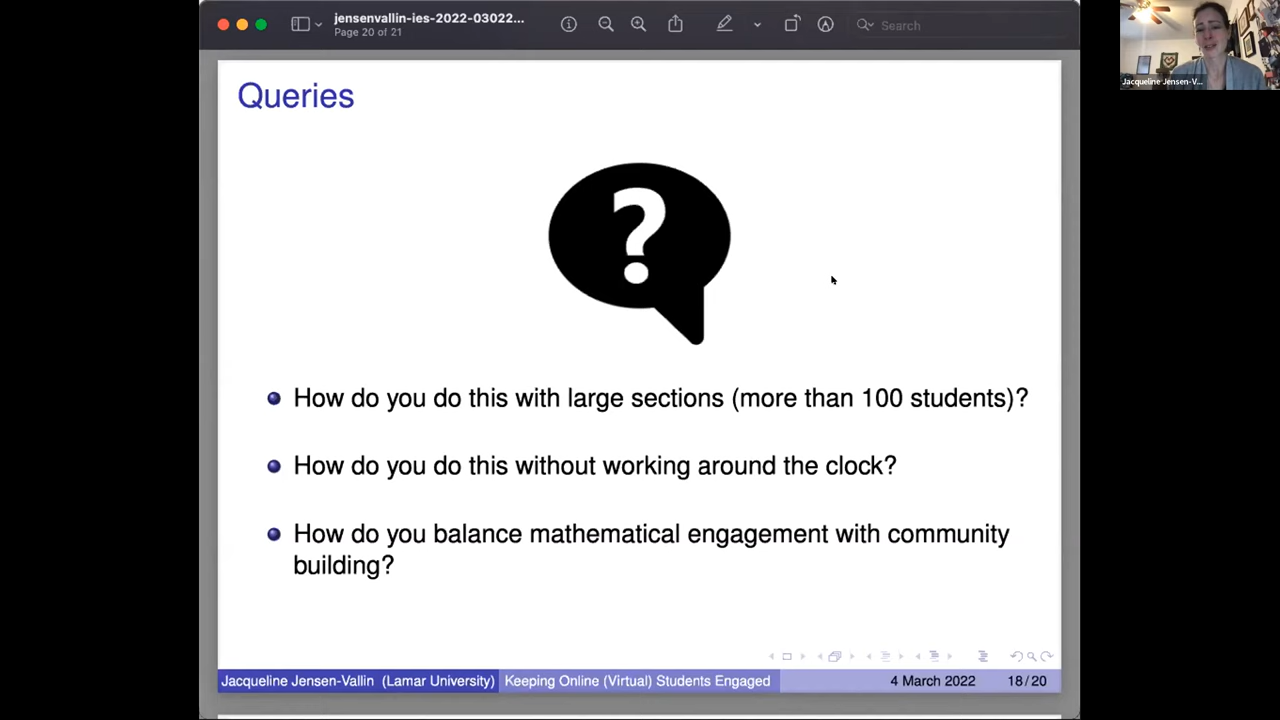 jensenvallin-ies-2022-03022...
Page 20 of 21
Search
Jacqueline Jensen-V...
Queries
?
How do you do this with large sections (more than 100 students)?
How do you do this without working around the clock?
How do you balance mathematical engagement with community
building?
Jacqueline Jensen-Vallin (Lamar University)
Keeping Online (Virtual) Students Engaged
4 March 2022
18/20